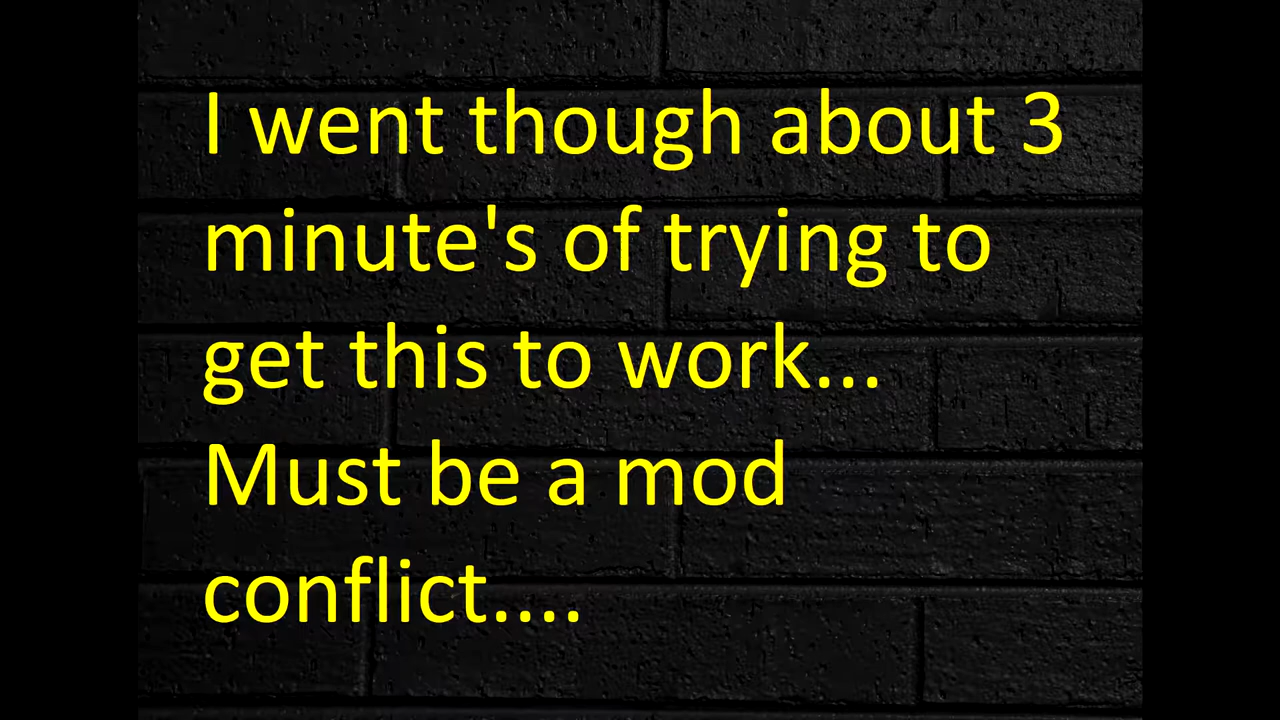 I went though about 3
minute's of trying to
get this to work...
Must be a mod
conflict....